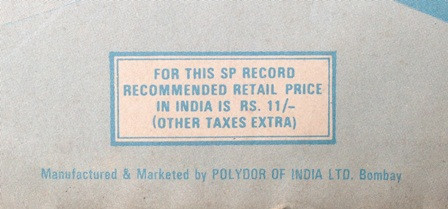 FOR THIS SP RECORD
RECOMMENDED RETAIL PRICE
IN INDIA IS RS. 11/-
(OTHER TAXES EXTRA)
Manufactured & Marketed by POLYDOR OF INDIA LTD. Bombay